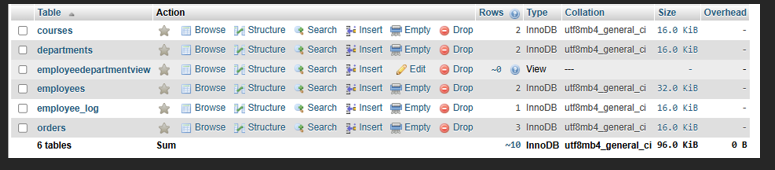 Table Action Rows Type Collation Size Overhead
courses Browse Structure Search Insert Empty Drop 2 InnoDB utf8mb4_general_ci 16.0 KiB -
departments Browse Structure Search Insert Empty Drop 2 InnoDB utf8mb4_general_ci 16.0 KiB -
employeedepartmentview Browse Structure Search Insert Edit Drop ~0 View --- - -
employees Browse Structure Search Insert Empty Drop 2 InnoDB utf8mb4_general_ci 32.0 KiB -
employee_log Browse Structure Search Insert Empty Drop 1 InnoDB utf8mb4_general_ci 16.0 KiB -
orders Browse Structure Search Insert Empty Drop 3 InnoDB utf8mb4_general_ci 16.0 KiB -
6 tables Sum ~10 InnoDB utf8mb4_general_ci 96.0 KiB 0 B